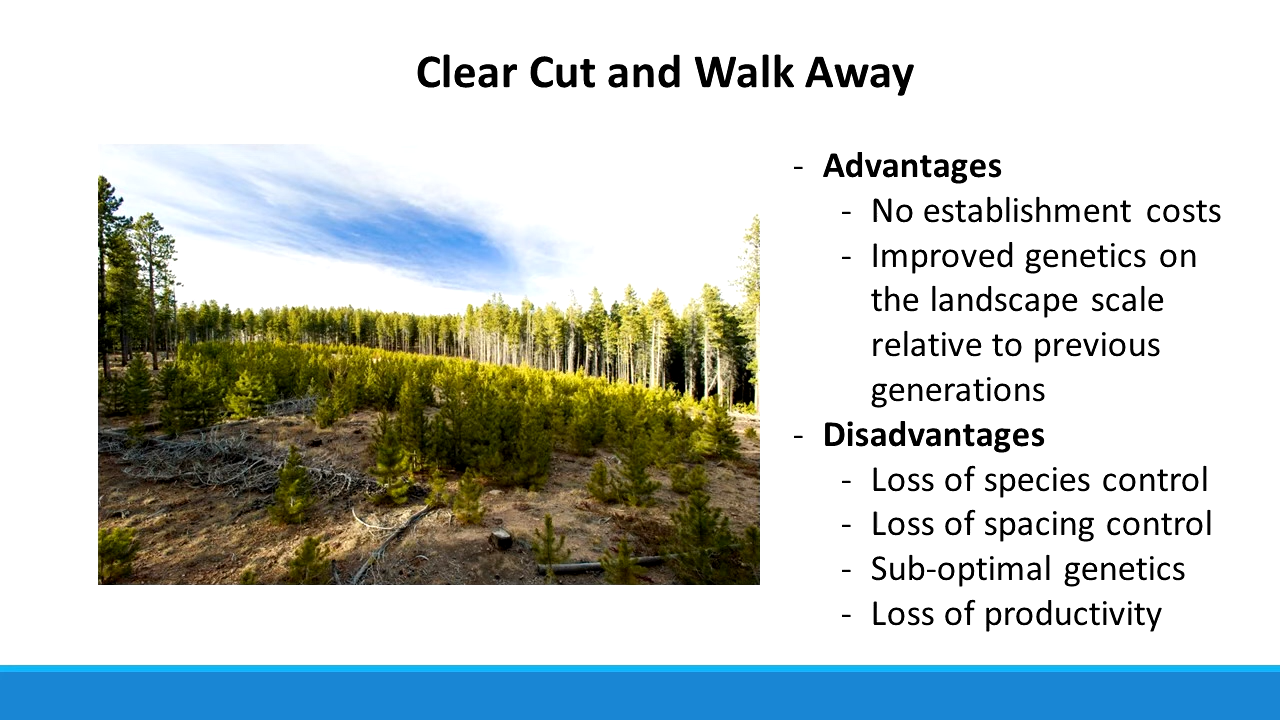 Clear Cut and Walk Away
- Advantages
- No establishment costs
- Improved genetics on
the landscape scale
relative to previous
generations
- Disadvantages
- Loss of species control
- Loss of spacing control
- Sub-optimal genetics
- Loss of productivity